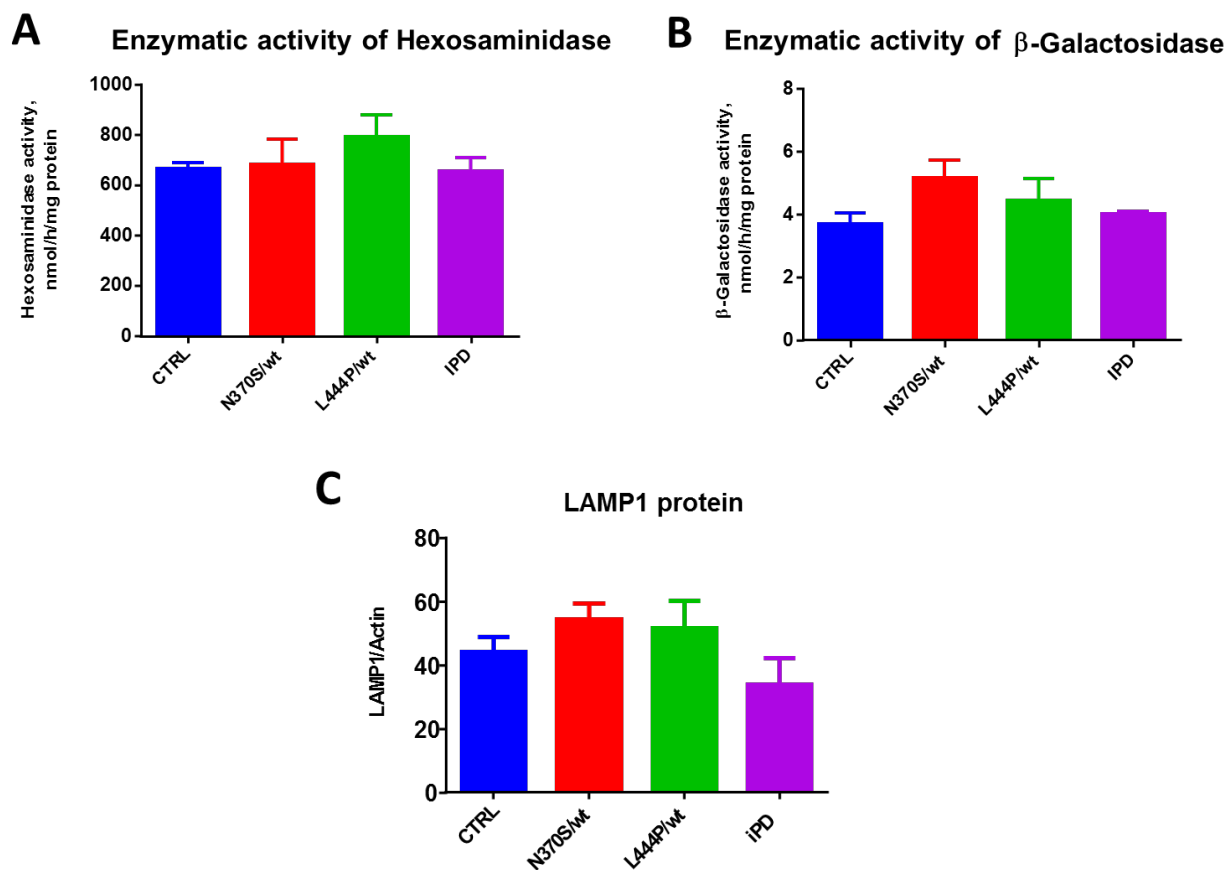 A
Enzymatic activity of Hexosaminidase
Hexosaminidase activity,
nmol/h/mg protein
1000
800
600
400
200
0
CTRL
N370S/wt
L444P/wt
IPD
B
Enzymatic activity of β-Galactosidase
β-Galactosidase activity,
nmol/h/mg protein
8
6
4
2
0
CTRL
N370S/wt
L444P/wt
IPD
C
LAMP1 protein
LAMP1/Actin
80
60
40
20
0
CTRL
N370S/wt
L444P/wt
iPD